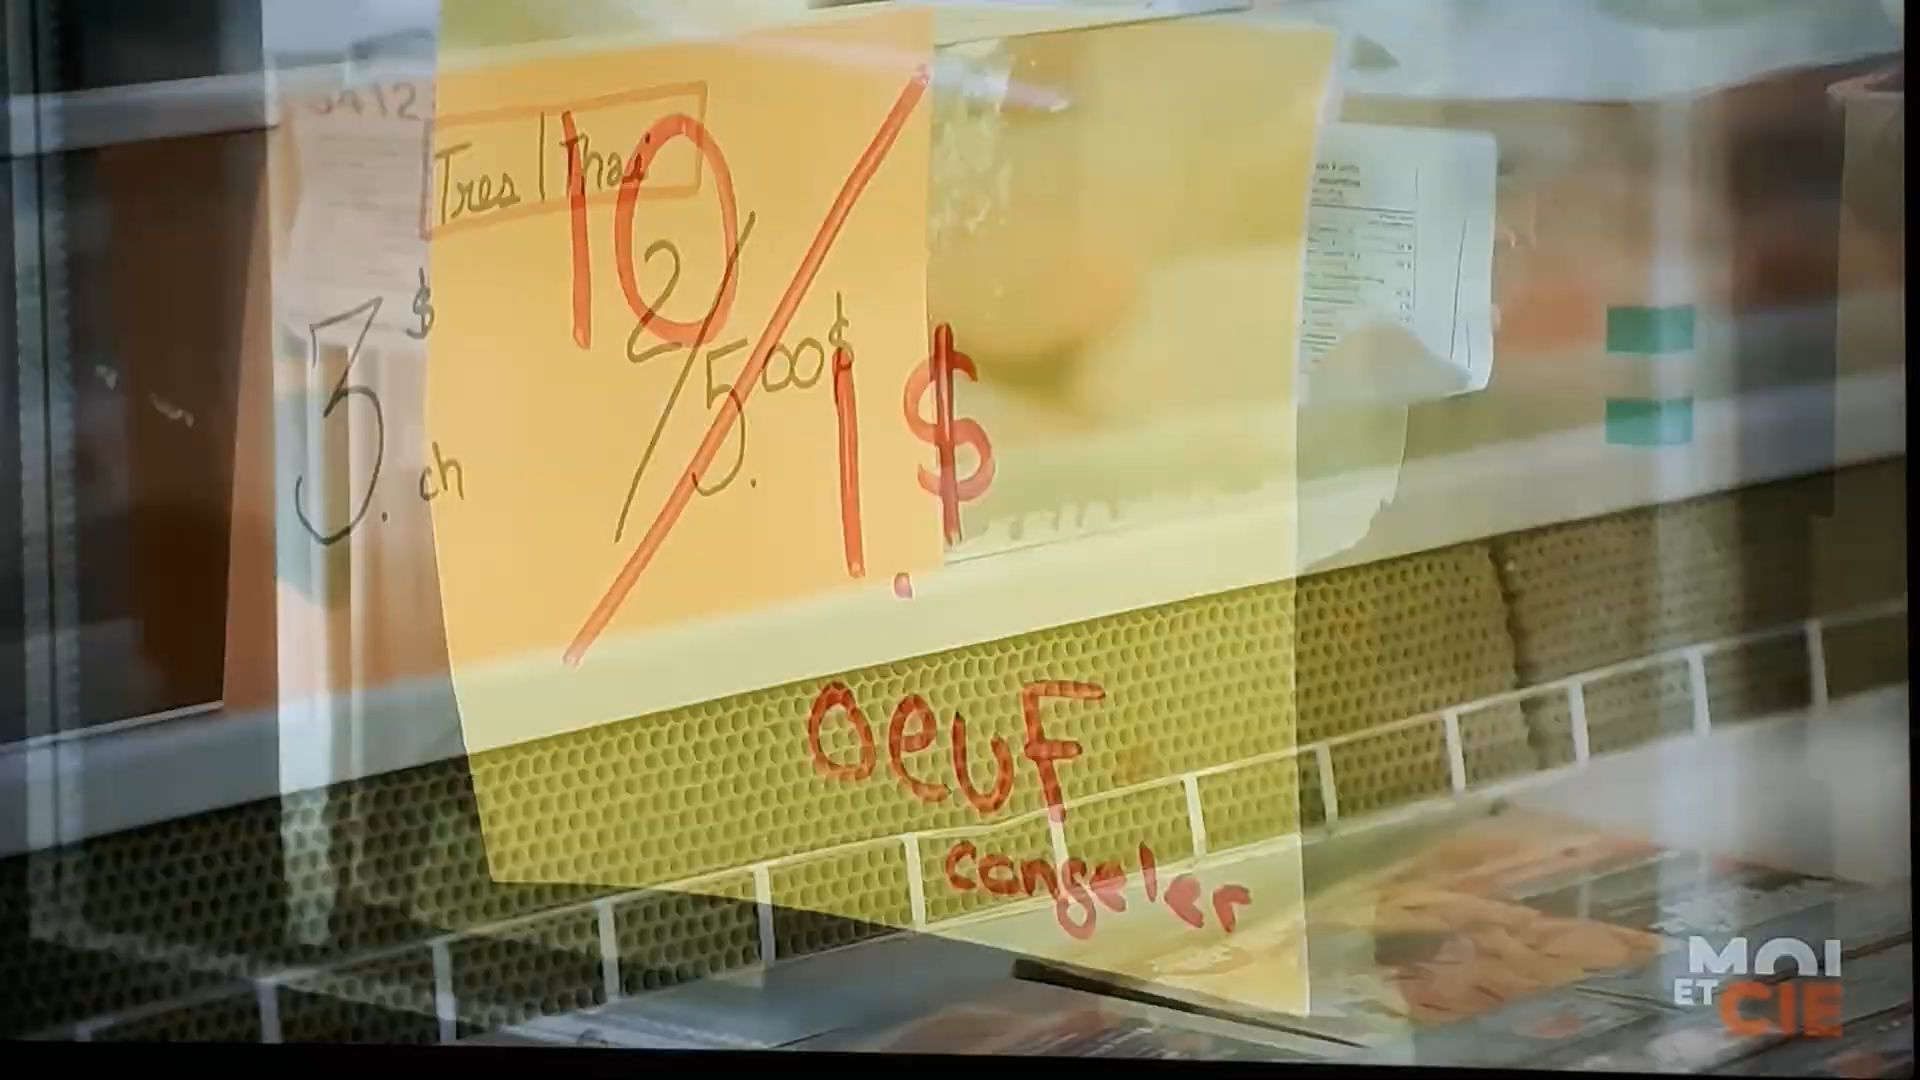 Tres Thai
3.$ ch
2/5.00$
10/1.$
oeuF
congeler
MOI
ET CIE